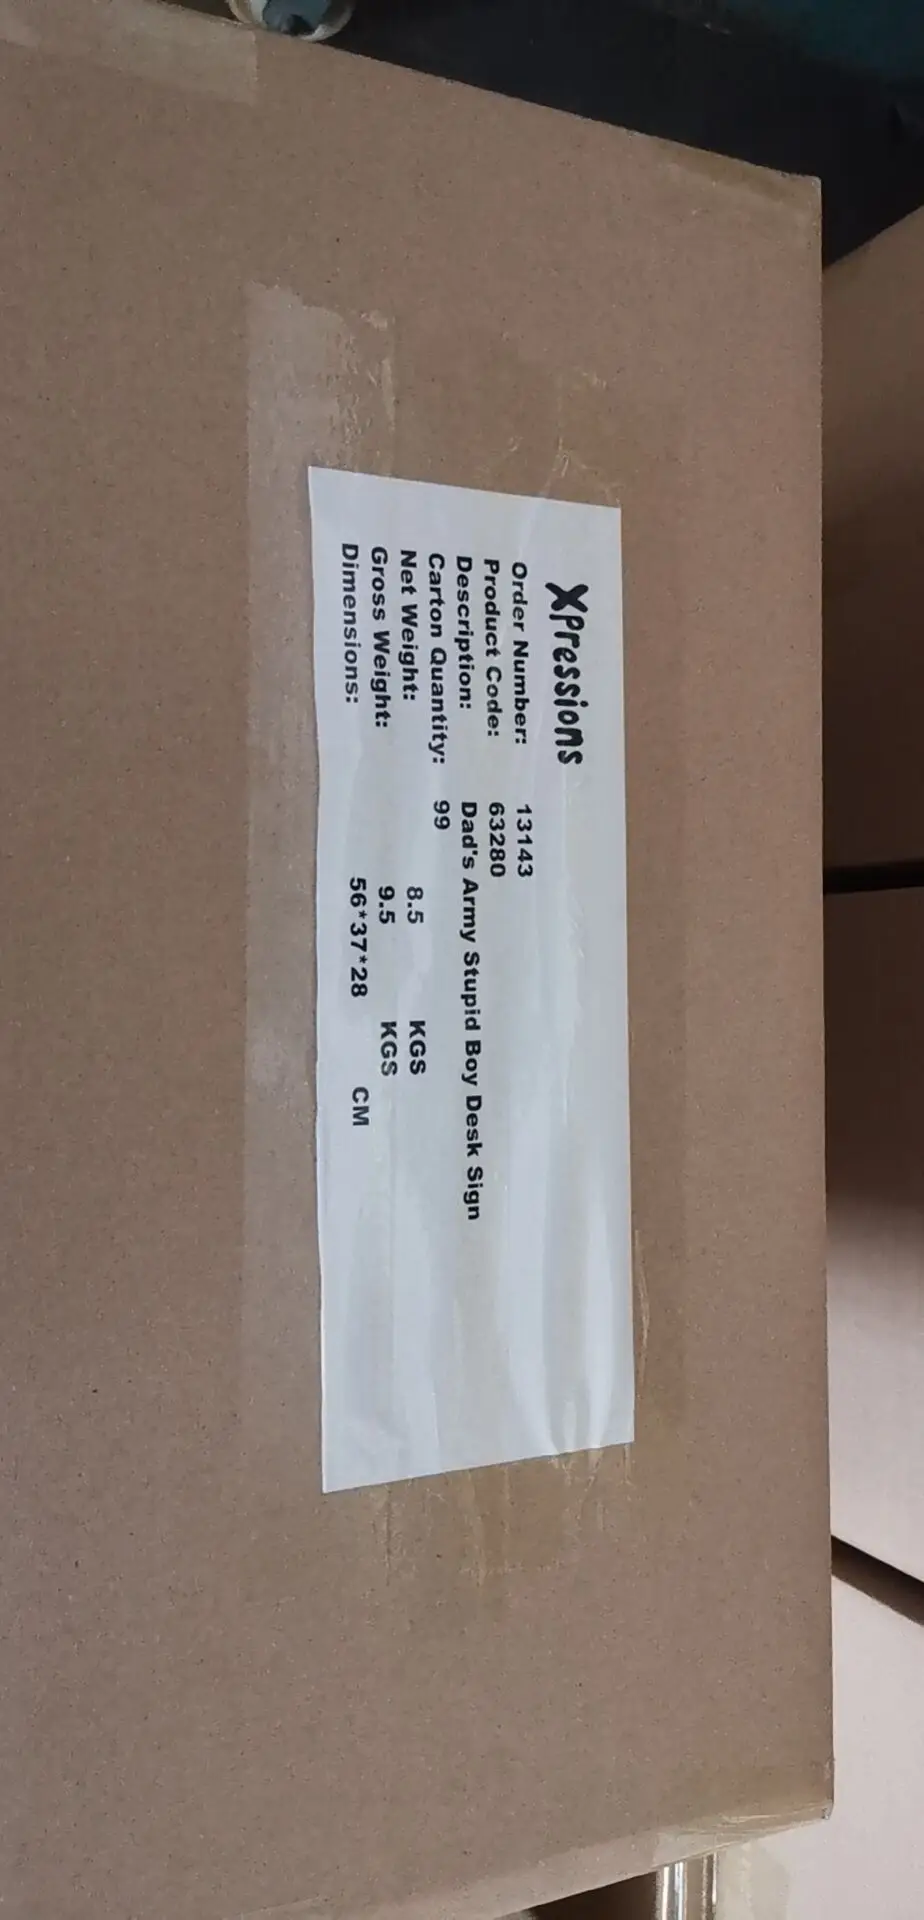 Xpressions
Order Number: 13143
Product Code: 63280
Description: Dad's Army Stupid Boy Desk Sign
Carton Quantity: 99
Net Weight: 8.5 KGS
Gross Weight: 9.5 KGS
Dimensions: 56*37*28 CM